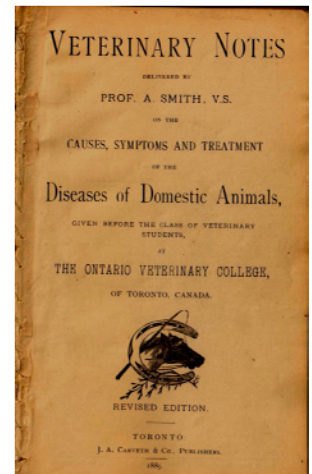 VETERINARY NOTES
DELIVERED BY
PROF. A. SMITH, V.S.
ON THE
CAUSES, SYMPTOMS AND TREATMENT
OF THE
Diseases of Domestic Animals,
GIVEN BEFORE THE CLASS OF VETERINARY
STUDENTS,
AT
THE ONTARIO VETERINARY COLLEGE,
OF TORONTO, CANADA.
REVISED EDITION.
TORONTO
J. A. CARVETH & CO., PUBLISHERS.